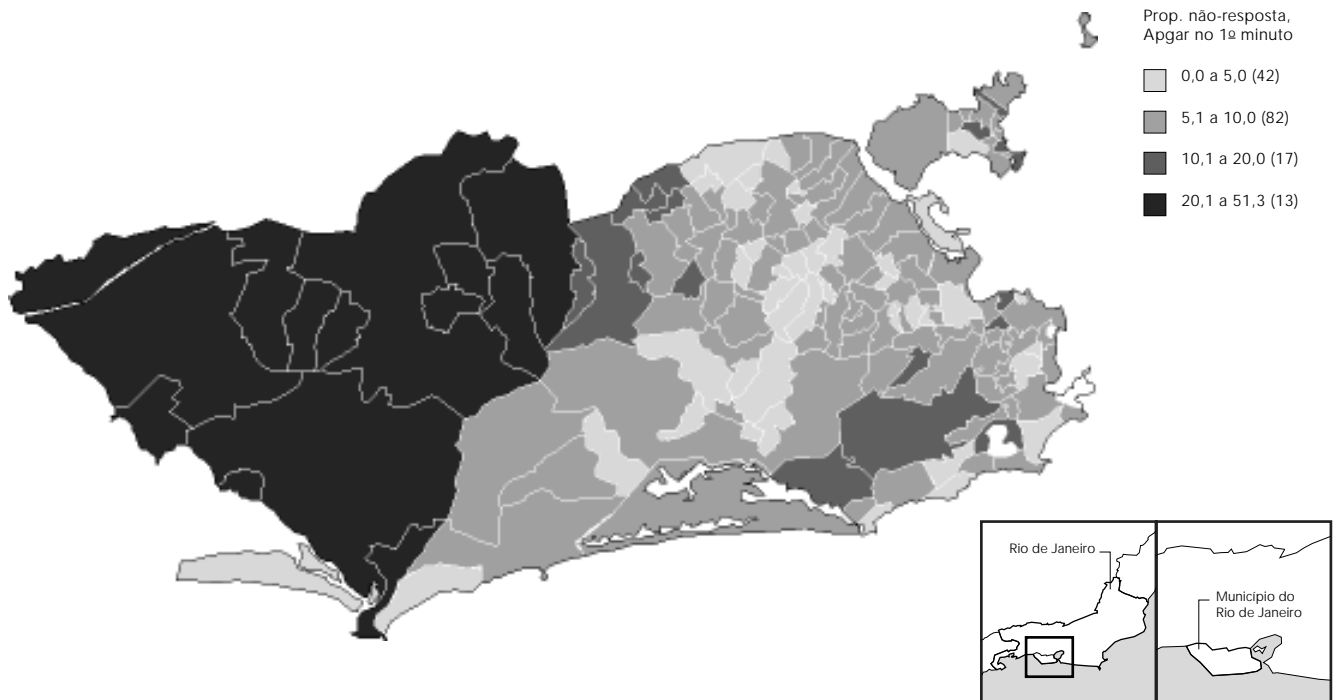 Prop. não-resposta,
Apgar no 1º minuto
0,0 a 5,0 (42)
5,1 a 10,0 (82)
10,1 a 20,0 (17)
20,1 a 51,3 (13)
Rio de Janeiro
Município do
Rio de Janeiro